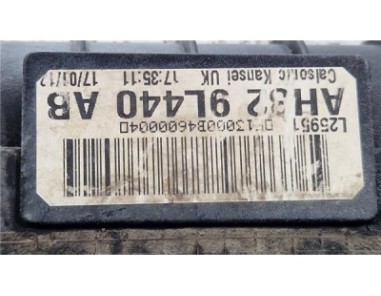 L25951 Calsonic Kansei UK
AH32 9L440 AB
17:35:11 17/01/12